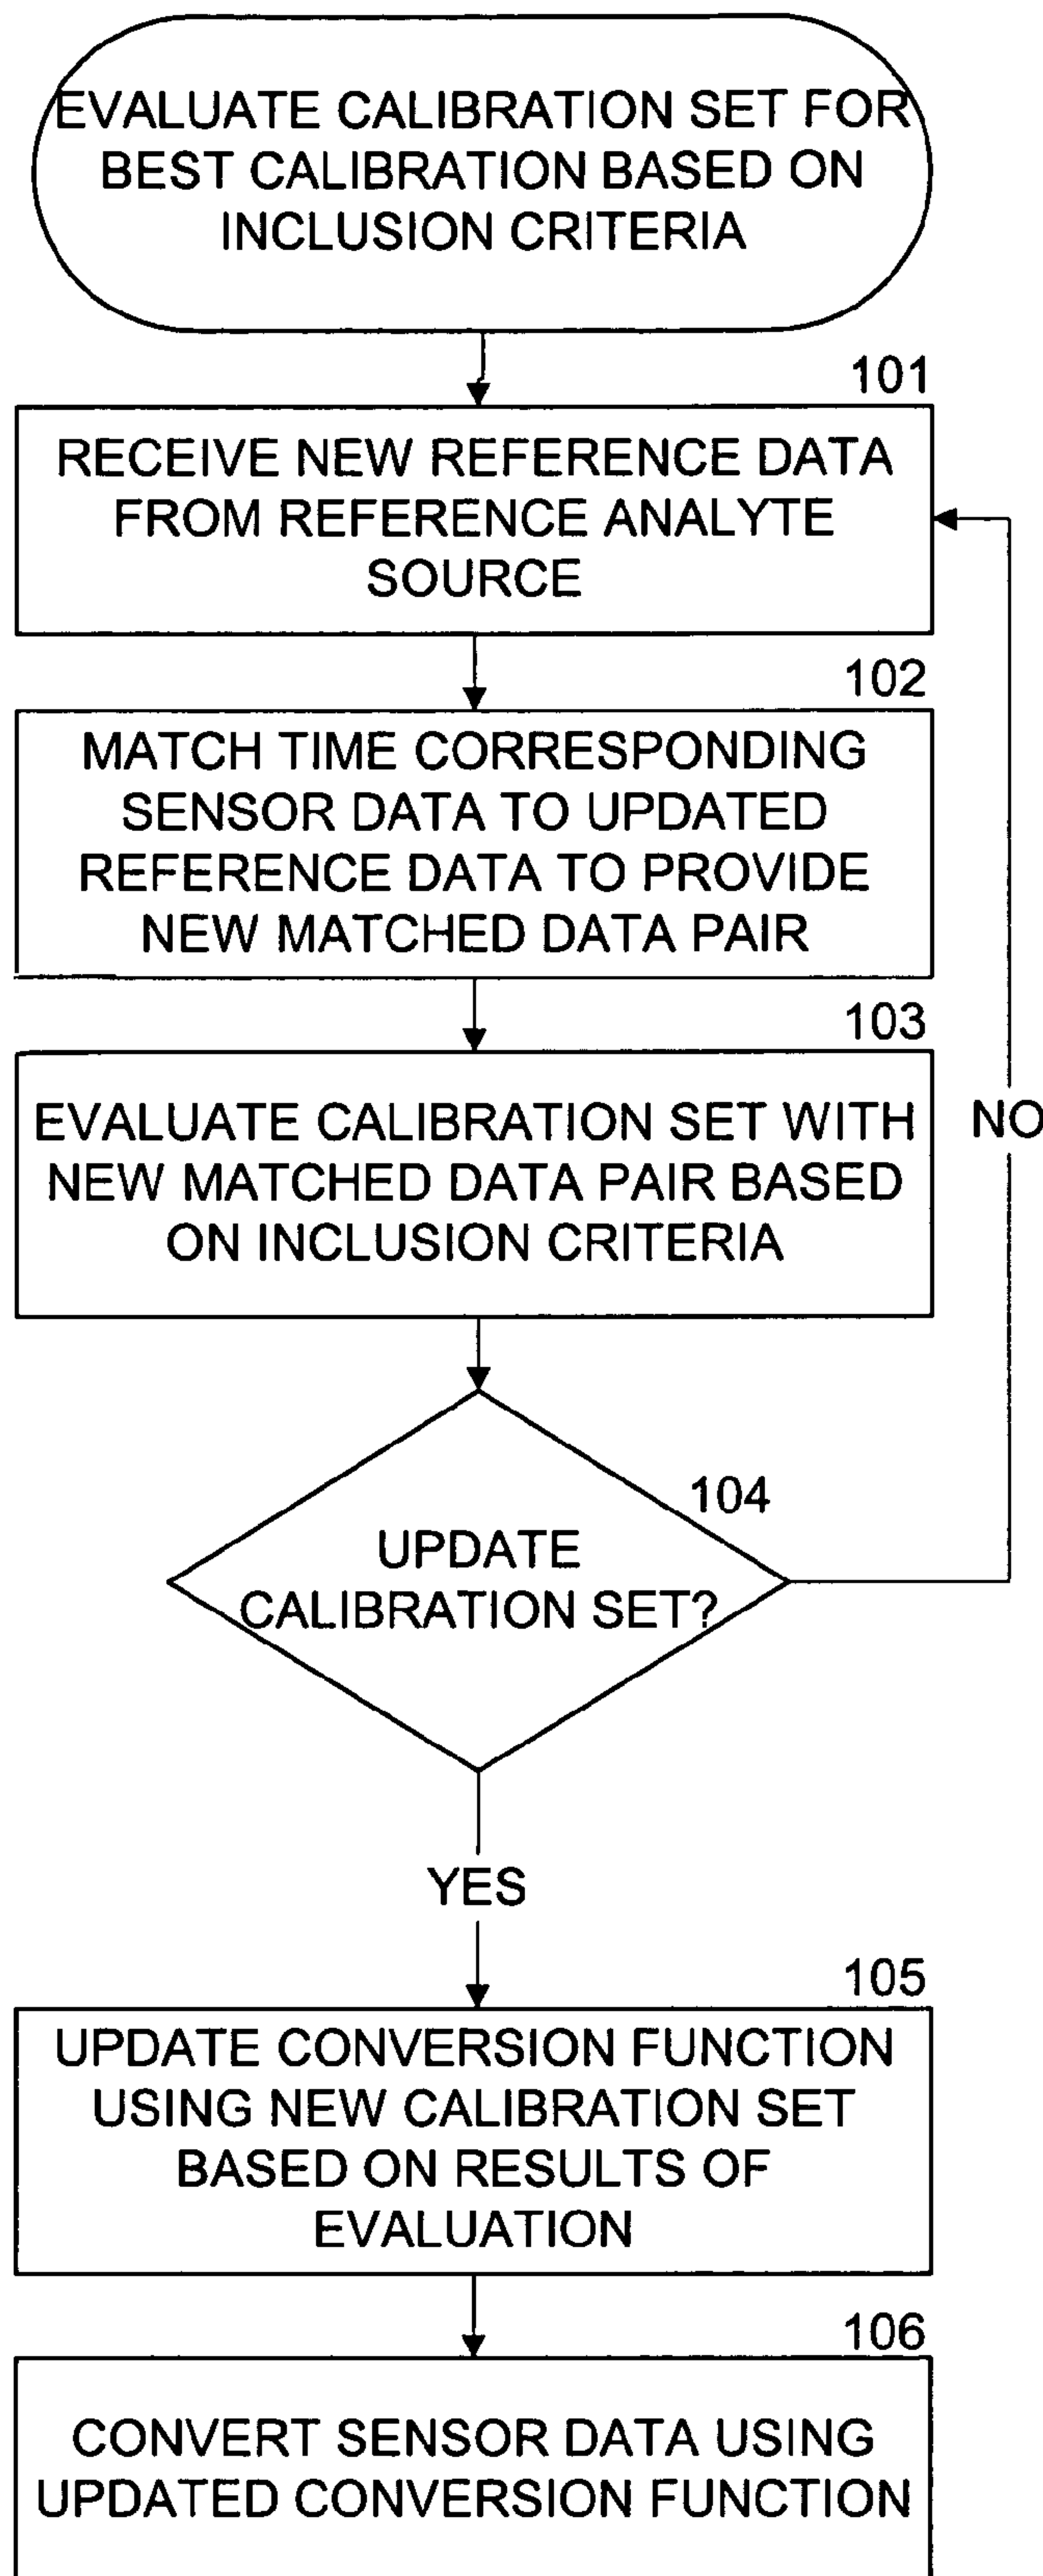 EVALUATE CALIBRATION SET FOR
BEST CALIBRATION BASED ON
INCLUSION CRITERIA
101
RECEIVE NEW REFERENCE DATA
FROM REFERENCE ANALYTE
SOURCE
102
MATCH TIME CORRESPONDING
SENSOR DATA TO UPDATED
REFERENCE DATA TO PROVIDE
NEW MATCHED DATA PAIR
103
EVALUATE CALIBRATION SET WITH
NEW MATCHED DATA PAIR BASED
ON INCLUSION CRITERIA
NO
104
UPDATE
CALIBRATION SET?
YES
105
UPDATE CONVERSION FUNCTION
USING NEW CALIBRATION SET
BASED ON RESULTS OF
EVALUATION
106
CONVERT SENSOR DATA USING
UPDATED CONVERSION FUNCTION